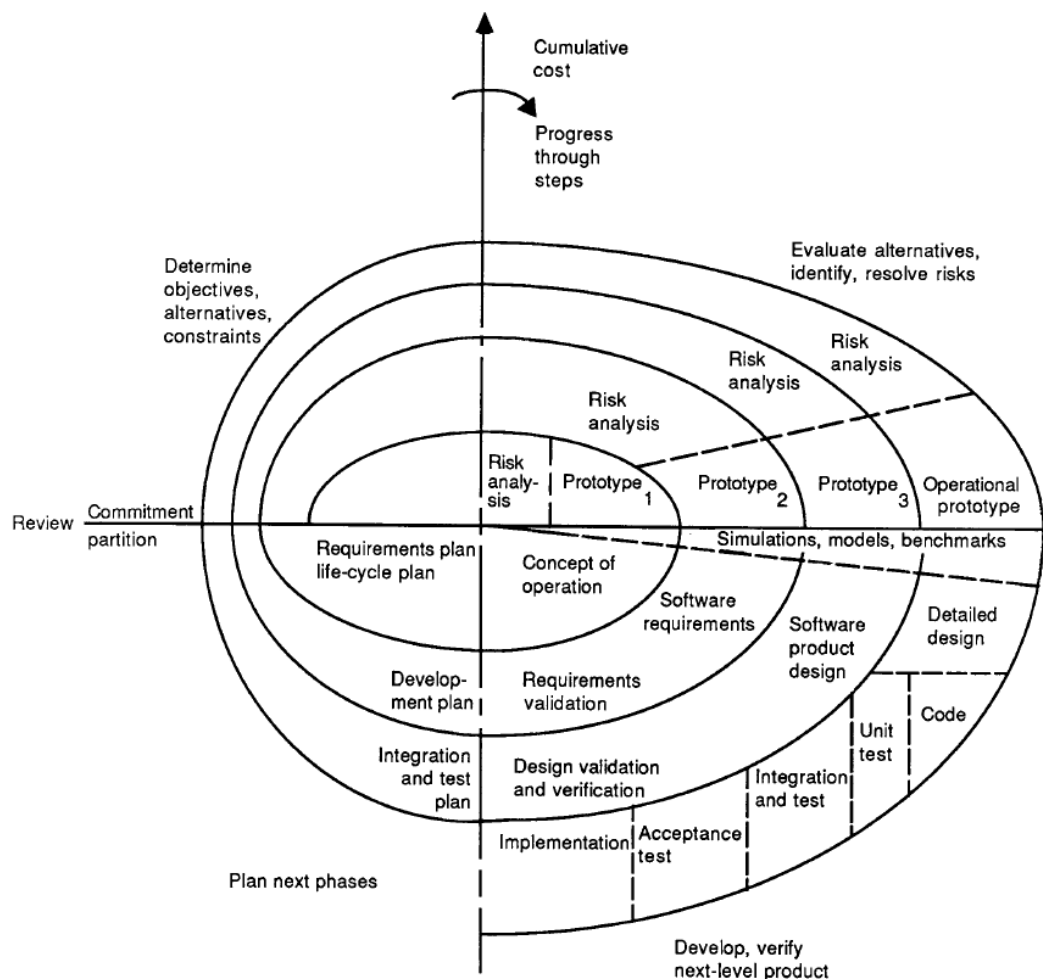 Cumulative
cost
Progress
through
steps
Evaluate alternatives,
identify, resolve risks
Determine
objectives,
alternatives,
constraints
Risk
analysis
Risk
analysis
Risk
analysis
Risk
analy-
sis
Prototype 1
Prototype 2
Prototype 3
Operational
prototype
Review
Commitment
partition
Simulations, models, benchmarks
Requirements plan
life-cycle plan
Concept of
operation
Software
requirements
Software
product
design
Detailed
design
Develop-
ment plan
Requirements
validation
Code
Unit
test
Integration
and test
plan
Design validation
and verification
Integration
and test
Acceptance
test
Implementation
Plan next phases
Develop, verify
next-level product